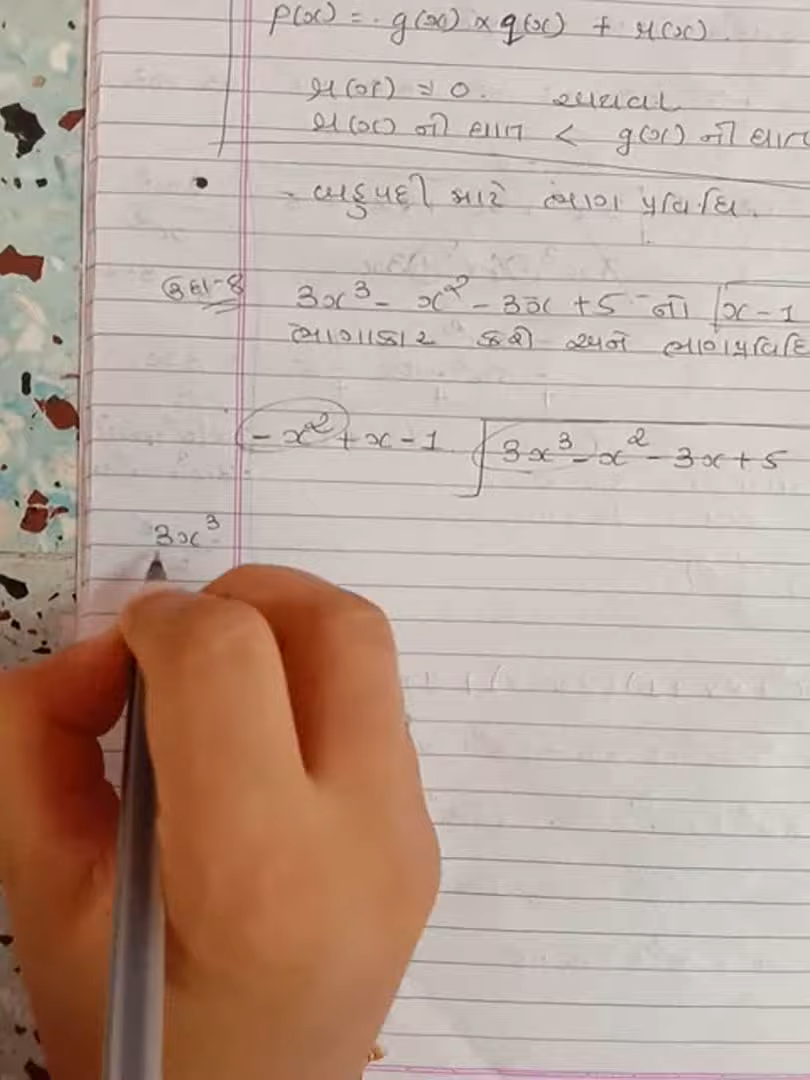 p(x) = g(x) × q(x) + r(x).
r(x) = 0. અથવા
r(x) ની ઘાત < g(x) ની ઘાત
• - બહુપદી માટે ભાગ પ્રવિધિ.
ઉદા-8 3x³ - x² - 3x + 5 નો x - 1
ભાગાકાર કરી અને ભાગપ્રવિધિ
- x² + x - 1 3x³ - x² - 3x + 5
3x³